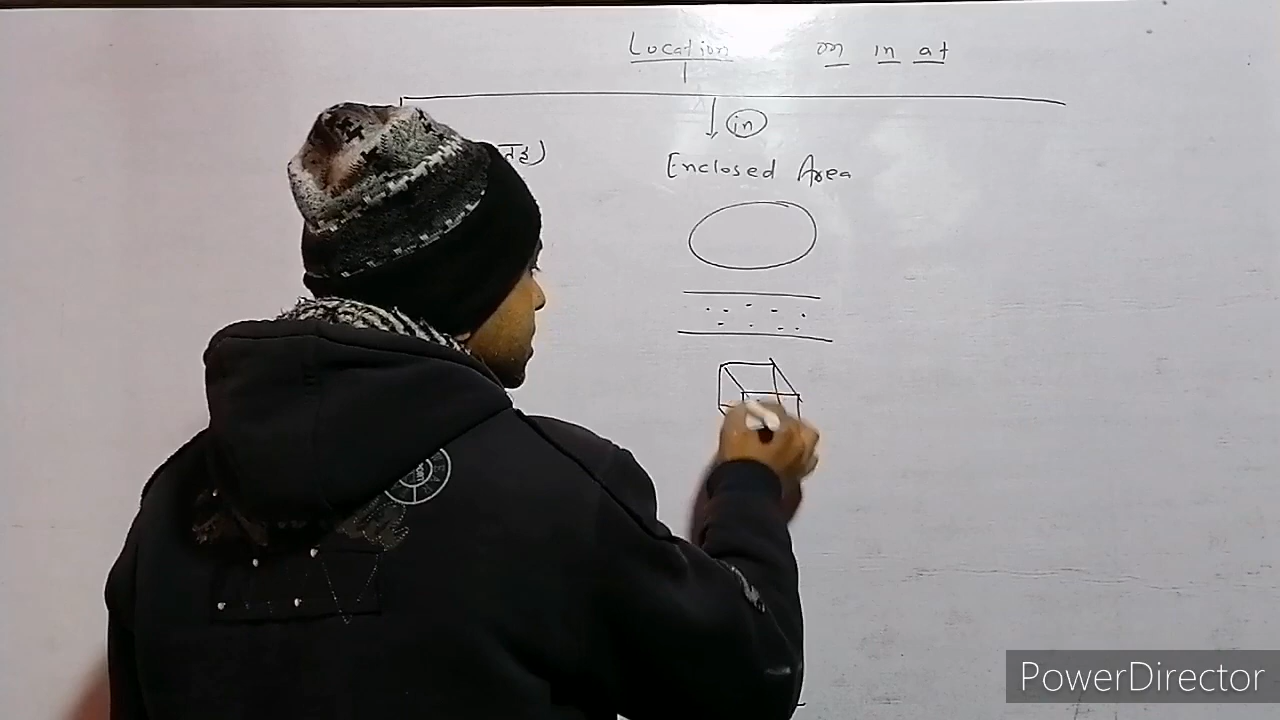 Location on in at
in
Enclosed Area
PowerDirector